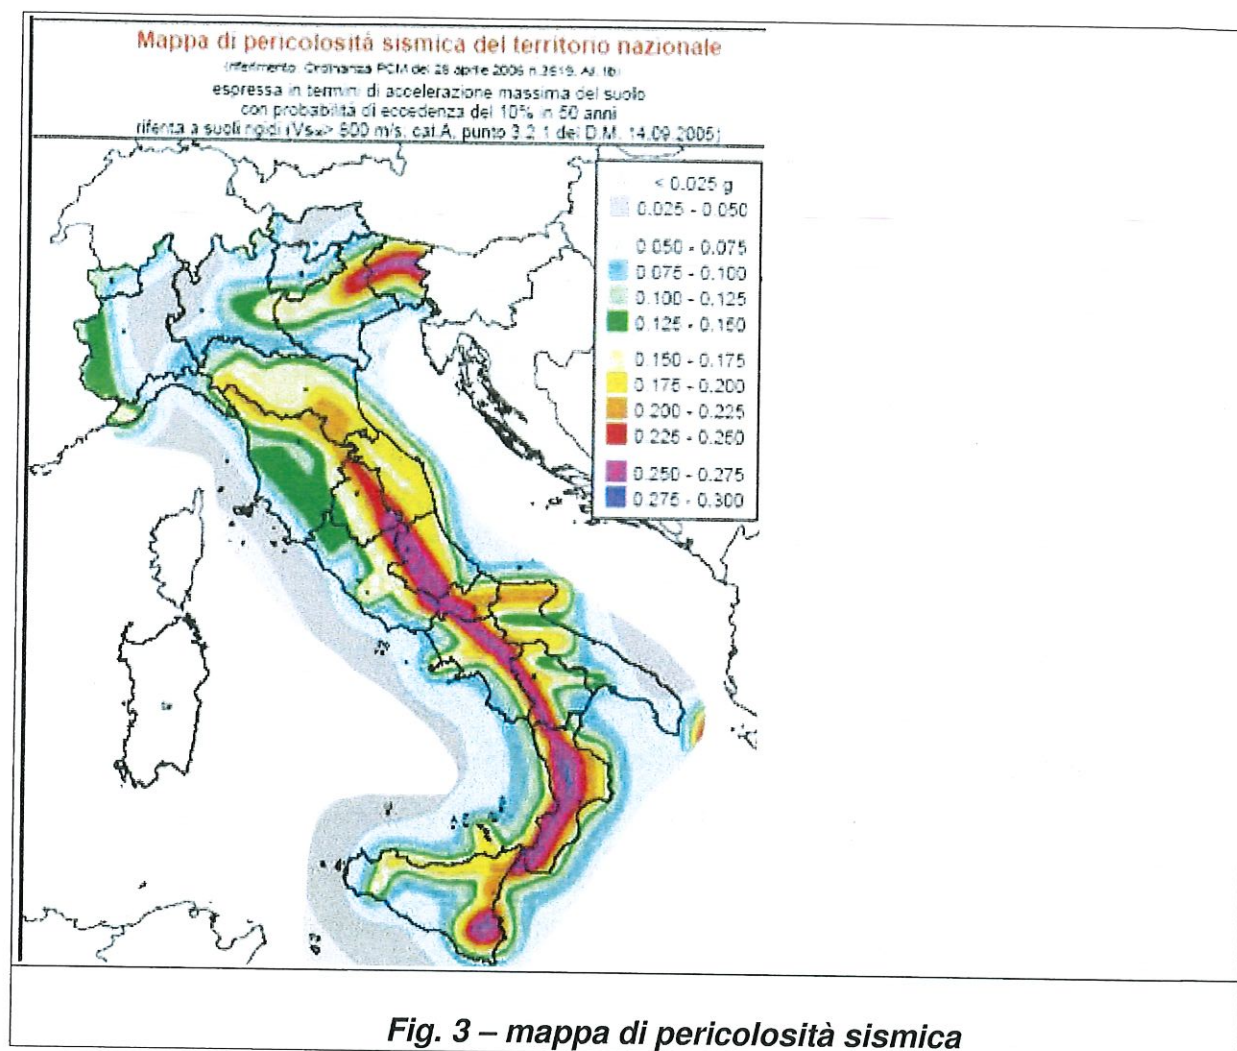 Mappa di pericolosità sismica del territorio nazionale
(riferimento: Ordinanza PCM del 28 aprile 2006 n.3519, All.1b)
espressa in termini di accelerazione massima del suolo
con probabilità di eccedenza del 10% in 50 anni
riferita a suoli rigidi (Vs₃₀> 800 m/s, cat.A, punto 3.2.1 del D.M. 14.09.2005)
< 0.025 g
0.025 - 0.050
0.050 - 0.075
0.075 - 0.100
0.100 - 0.125
0.125 - 0.150
0.150 - 0.175
0.175 - 0.200
0.200 - 0.225
0.225 - 0.250
0.250 - 0.275
0.275 - 0.300
Fig. 3 – mappa di pericolosità sismica